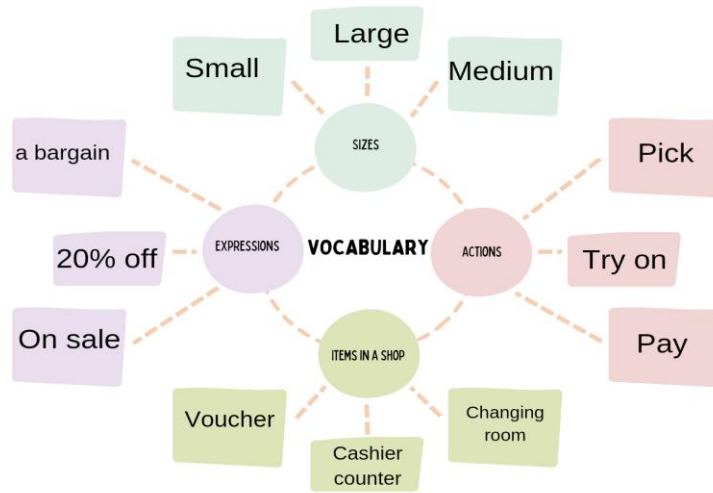 Large
Small
Medium
SIZES
a bargain
Pick
EXPRESSIONS
VOCABULARY
ACTIONS
20% off
Try on
On sale
Pay
ITEMS IN A SHOP
Voucher
Changing
room
Cashier
counter